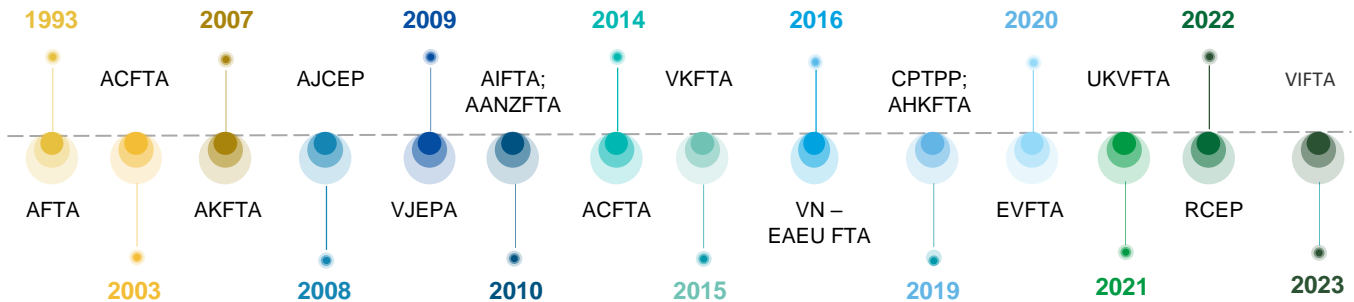 1993
2007
2009
2014
2016
2020
2022
ACFTA
AJCEP
AIFTA;
AANZFTA
VKFTA
CPTPP;
AHKFTA
UKVFTA
VIFTA
AFTA
AKFTA
VJEPA
ACFTA
VN –
EAEU FTA
EVFTA
RCEP
2003
2008
2010
2015
2019
2021
2023